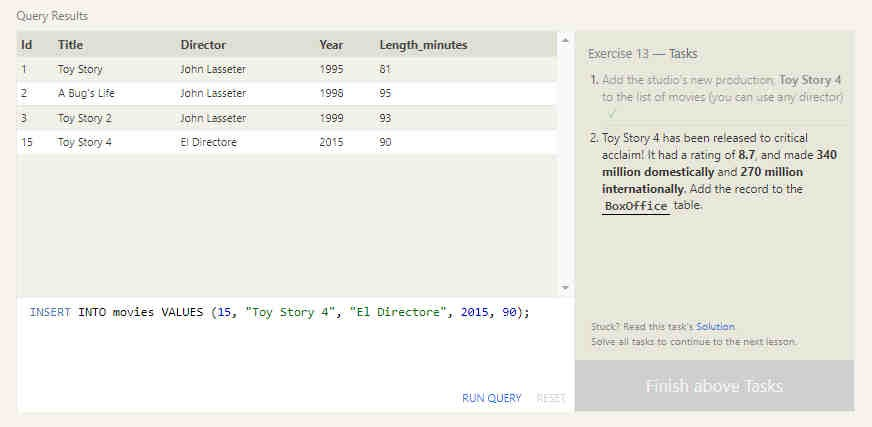 Query Results
Id Title Director Year Length_minutes
1 Toy Story John Lasseter 1995 81
2 A Bug's Life John Lasseter 1998 95
3 Toy Story 2 John Lasseter 1999 93
15 Toy Story 4 El Directore 2015 90
INSERT INTO movies VALUES (15, "Toy Story 4", "El Directore", 2015, 90);
RUN QUERY RESET
Exercise 13 — Tasks
1. Add the studio's new production, Toy Story 4
to the list of movies (you can use any director)
✓
2. Toy Story 4 has been released to critical
acclaim! It had a rating of 8.7, and made 340
million domestically and 270 million
internationally. Add the record to the
BoxOffice table.
Stuck? Read this task's Solution.
Solve all tasks to continue to the next lesson.
Finish above Tasks